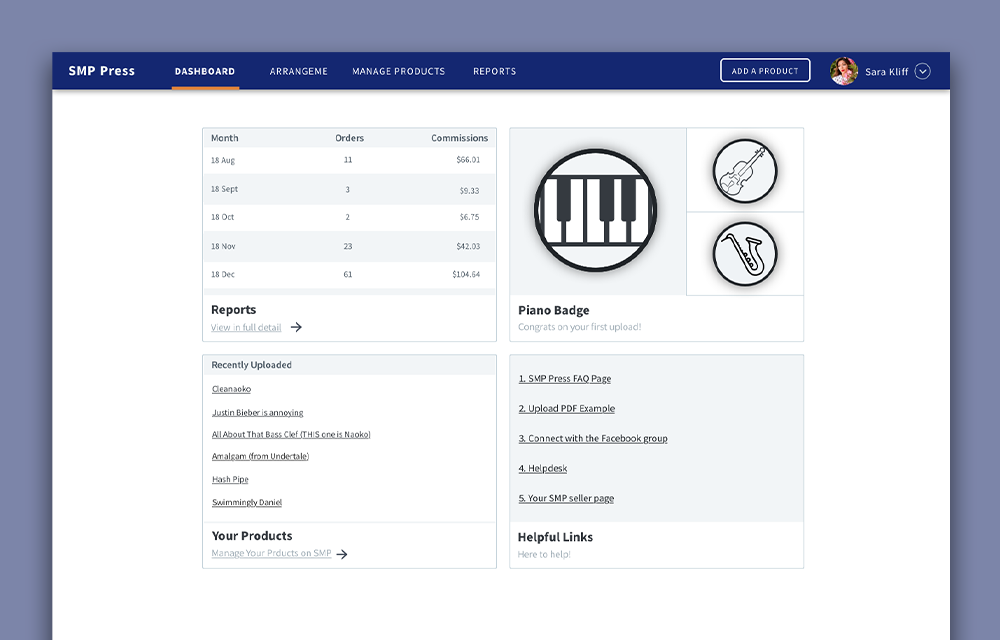 SMP Press DASHBOARD ARRANGEME MANAGE PRODUCTS REPORTS ADD A PRODUCT Sara Kliff
Month Orders Commissions
18 Aug 11 $66.01
18 Sept 3 $9.33
18 Oct 2 $6.75
18 Nov 23 $42.03
18 Dec 61 $104.64
Reports
View in full detail
Piano Badge
Congrats on your first upload!
Recently Uploaded
Cleanaoko
Justin Bieber is annoying
All About That Bass Clef (THIS one is Naoko)
Amalgam (from Undertale)
Hash Pipe
Swimmingly Daniel
Your Products
Manage Your Prducts on SMP
1. SMP Press FAQ Page
2. Upload PDF Example
3. Connect with the Facebook group
4. Helpdesk
5. Your SMP seller page
Helpful Links
Here to help!